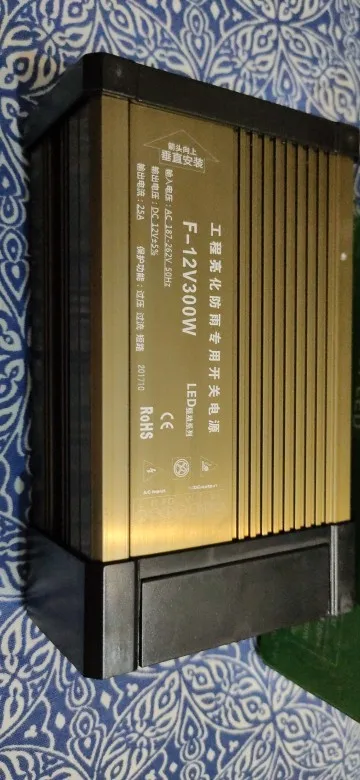 箭头向上
垂直安装
工程亮化防雨专用开关电源
F-12V300W
LED驱动系列
输入电压：AC 187-262V 50Hz
输出电压：DC 12V±5%
输出电流：25A
保护功能：过压 过流 短路
201710
CE
RoHS